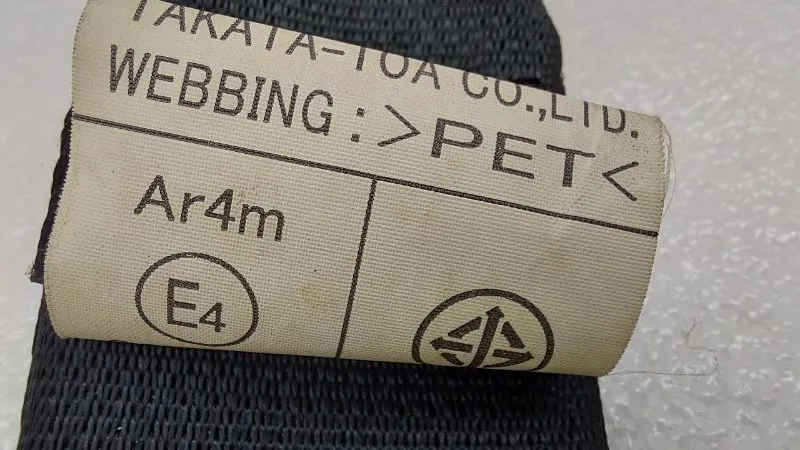 TAKATA-TOA CO.,LTD.
WEBBING : >PET<
Ar4m
E4